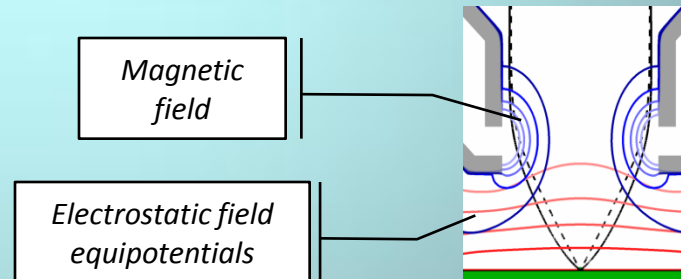 Magnetic
field
Electrostatic field
equipotentials